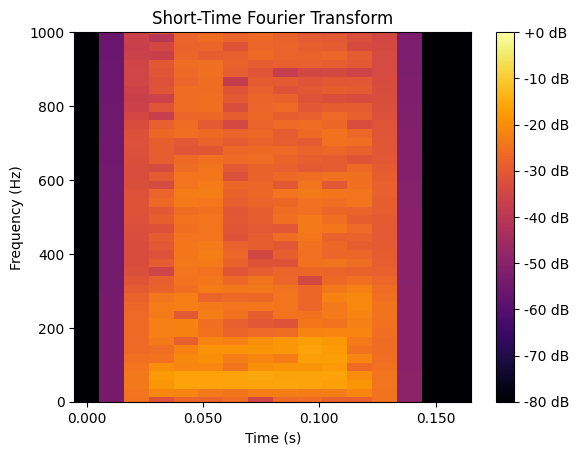 Short-Time Fourier Transform
Frequency (Hz)
1000
800
600
400
200
0
0.000
0.050
0.100
0.150
Time (s)
+0 dB
-10 dB
-20 dB
-30 dB
-40 dB
-50 dB
-60 dB
-70 dB
-80 dB